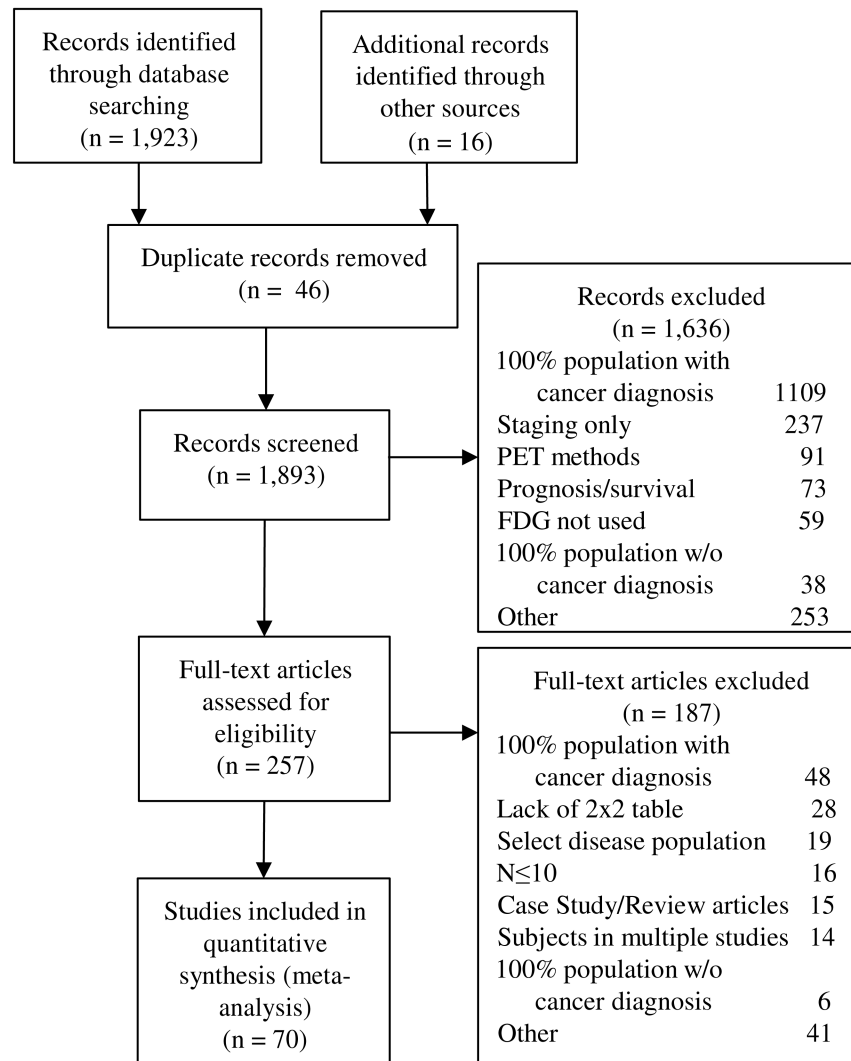 Records identified
through database
searching
(n = 1,923)
Additional records
identified through
other sources
(n = 16)
Duplicate records removed
(n = 46)
Records screened
(n = 1,893)
Records excluded
(n = 1,636)
100% population with
cancer diagnosis 1109
Staging only 237
PET methods 91
Prognosis/survival 73
FDG not used 59
100% population w/o
cancer diagnosis 38
Other 253
Full-text articles
assessed for
eligibility
(n = 257)
Full-text articles excluded
(n = 187)
100% population with
cancer diagnosis 48
Lack of 2x2 table 28
Select disease population 19
N≤10 16
Case Study/Review articles 15
Subjects in multiple studies 14
100% population w/o
cancer diagnosis 6
Other 41
Studies included in
quantitative
synthesis (meta-
analysis)
(n = 70)